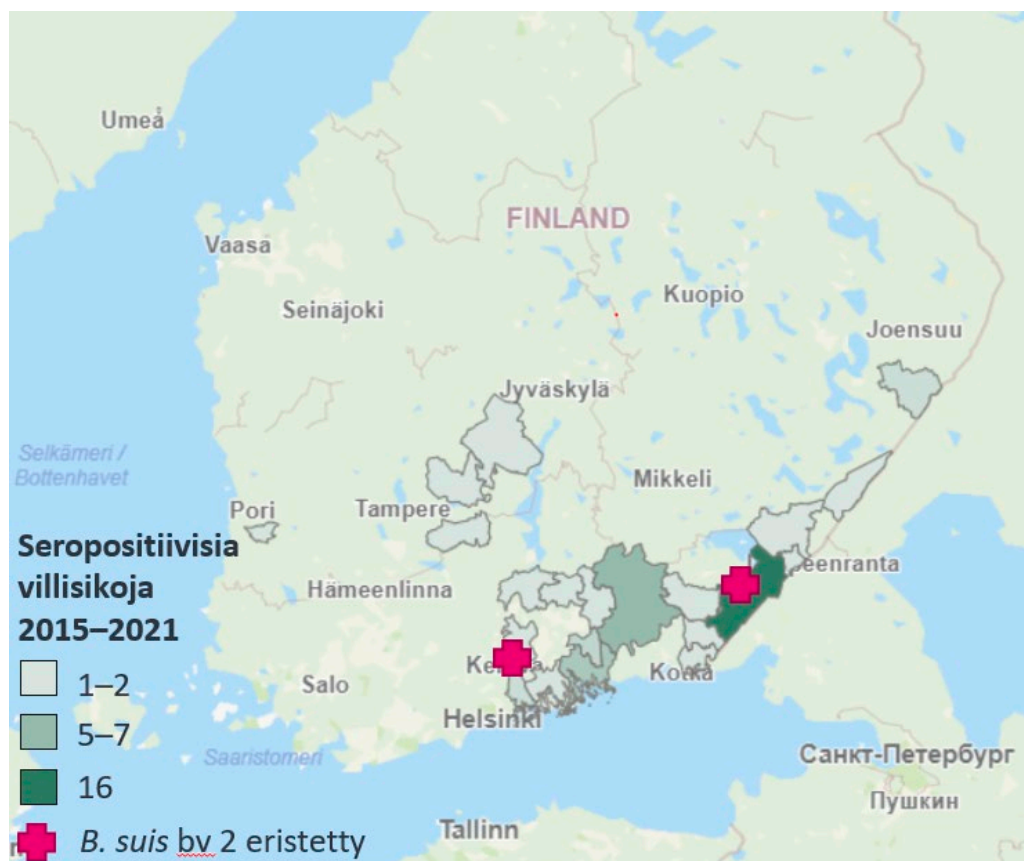 Umeå
FINLAND
Vaasa
Kuopio
Seinäjoki
Joensuu
Jyväskylä
Selkämeri /
Bottenhavet
Mikkeli
Pori
Tampere
Seropositiivisia
villisikoja
2015–2021
Hämeenlinna
1–2
Salo
Kotka
5–7
Helsinki
Saaristomeri
Санкт-Петербург
16
Пушкин
Tallinn
B. suis bv 2 eristetty